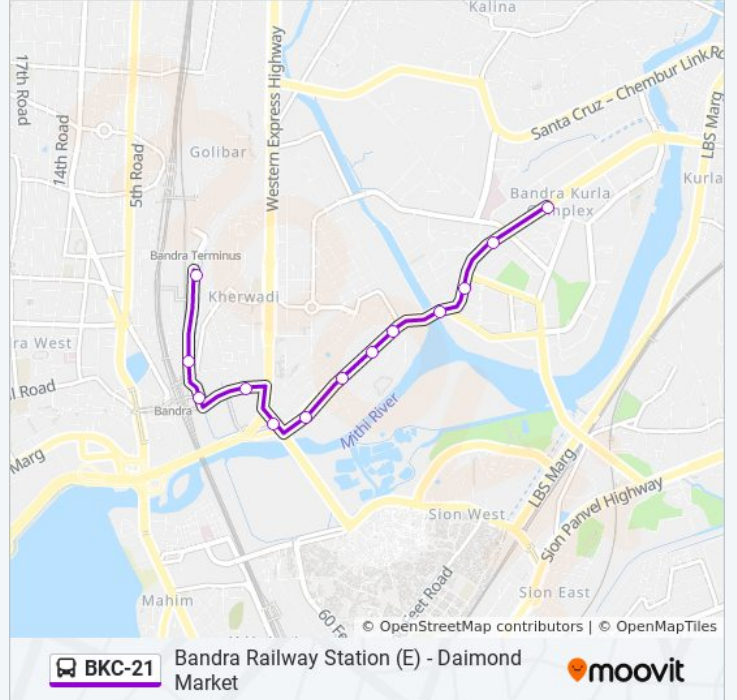 Kalina
17th Road
14th Road
5th Road
Western Express Highway
Santa Cruz – Chembur Link
LBS Marg
Golibar
Kurla
Bandra Kurla
Complex
Bandra Terminus
Kherwadi
ra West
l Road
Bandra
Mithi River
Marg
LBS Marg
Sion Panvel Highway
Sion West
Sion East
Mahim
60 Fe
eet Road
© OpenStreetMap contributors | © OpenMapTiles
BKC-21
Bandra Railway Station (E) - Daimond
Market
moovit